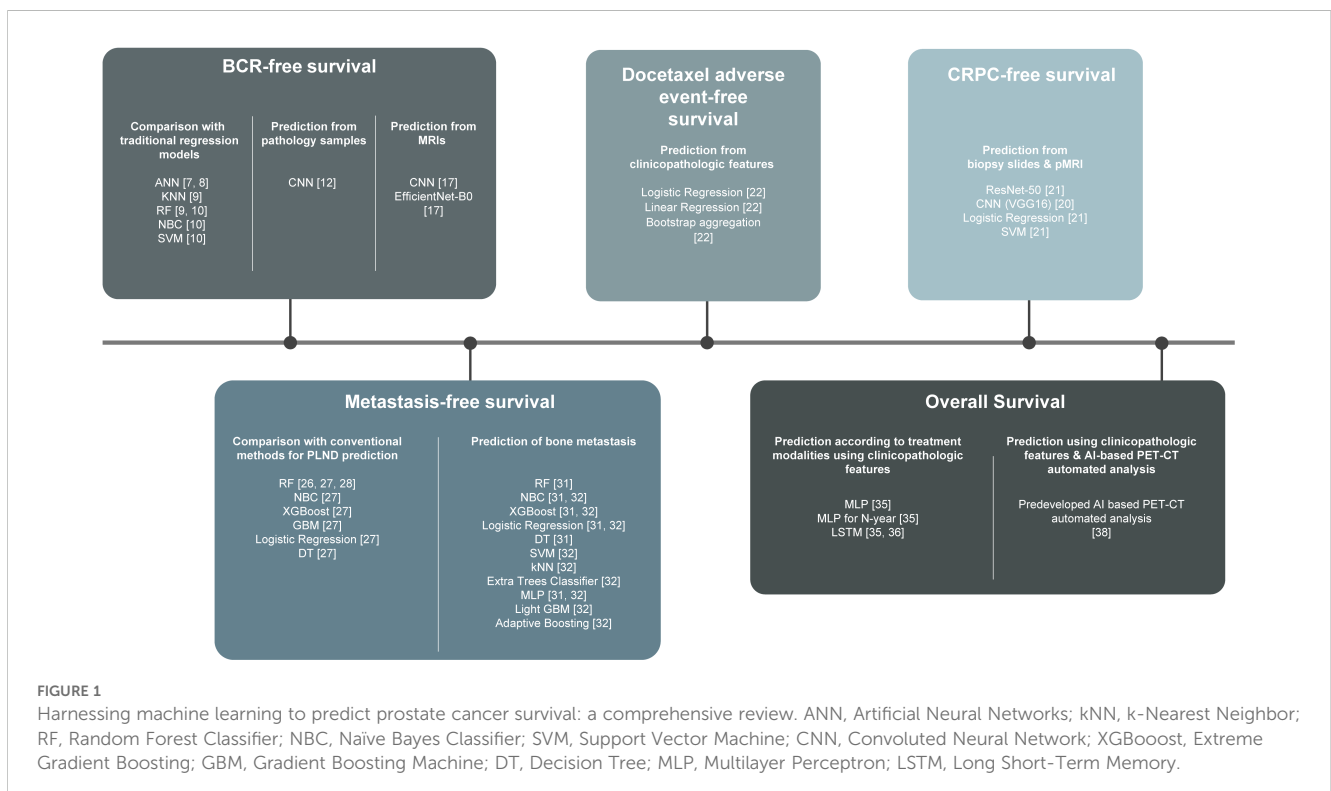 BCR-free survival
Comparison with
traditional regression
models
ANN [7, 8]
KNN [9]
RF [9, 10]
NBC [10]
SVM [10]
Prediction from
pathology samples
CNN [12]
Prediction from
MRIs
CNN [17]
EfficientNet-B0
[17]
Docetaxel adverse
event-free
survival
Prediction from
clinicopathologic features
Logistic Regression [22]
Linear Regression [22]
Bootstrap aggregation
[22]
CRPC-free survival
Prediction from
biopsy slides & pMRI
ResNet-50 [21]
CNN (VGG16) [20]
Logistic Regression [21]
SVM [21]
Metastasis-free survival
Comparison with conventional
methods for PLND prediction
RF [26, 27, 28]
NBC [27]
XGBoost [27]
GBM [27]
Logistic Regression [27]
DT [27]
Prediction of bone metastasis
RF [31]
NBC [31, 32]
XGBoost [31, 32]
Logistic Regression [31, 32]
DT [31]
SVM [32]
kNN [32]
Extra Trees Classifier [32]
MLP [31, 32]
Light GBM [32]
Adaptive Boosting [32]
Overall Survival
Prediction according to treatment
modalities using clinicopathologic
features
MLP [35]
MLP for N-year [35]
LSTM [35, 36]
Prediction using clinicopathologic
features & AI-based PET-CT
automated analysis
Predeveloped AI based PET-CT
automated analysis
[38]
FIGURE 1
Harnessing machine learning to predict prostate cancer survival: a comprehensive review. ANN, Artificial Neural Networks; kNN, k-Nearest Neighbor;
RF, Random Forest Classifier; NBC, Naïve Bayes Classifier; SVM, Support Vector Machine; CNN, Convoluted Neural Network; XGBooost, Extreme
Gradient Boosting; GBM, Gradient Boosting Machine; DT, Decision Tree; MLP, Multilayer Perceptron; LSTM, Long Short-Term Memory.